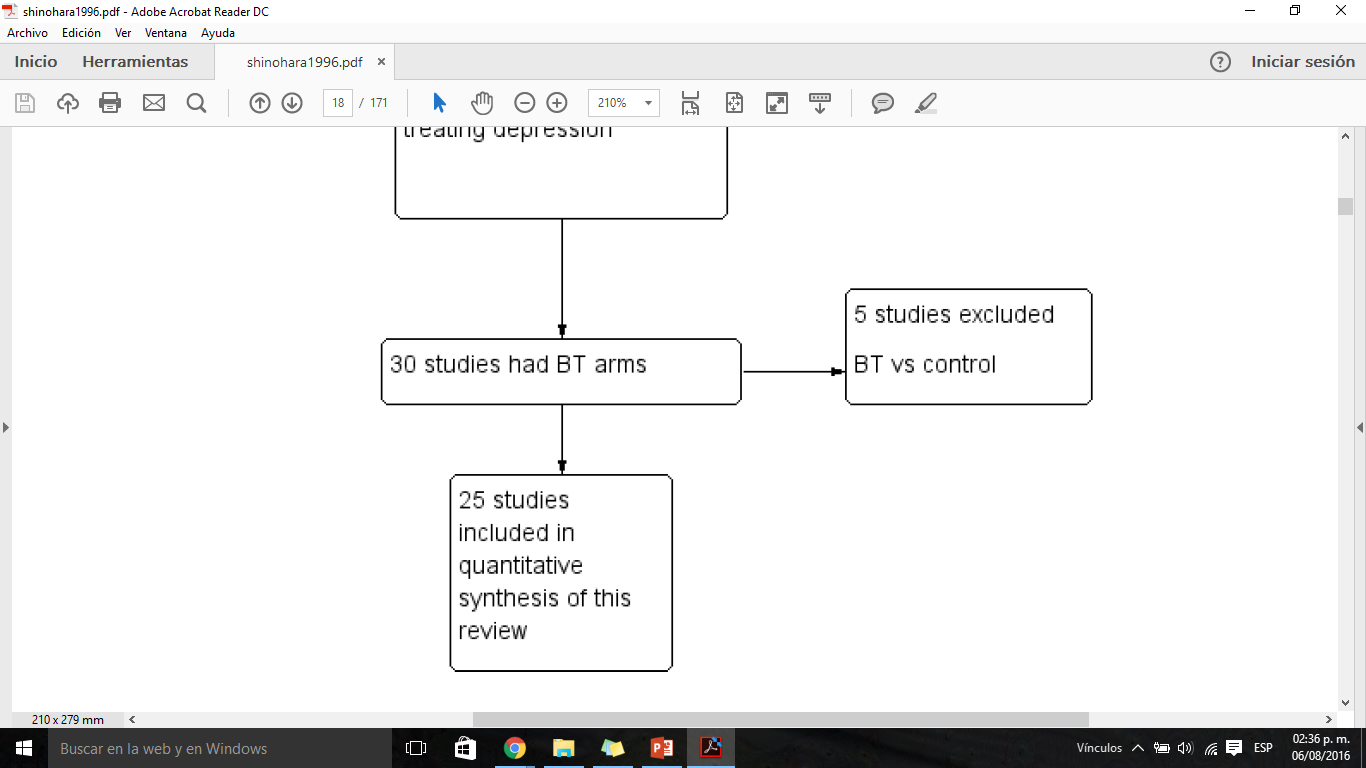 shinohara1996.pdf - Adobe Acrobat Reader DC
Archivo Edición Ver Ventana Ayuda
Inicio Herramientas shinohara1996.pdf × Iniciar sesión
18 / 171 210%
treating depression
30 studies had BT arms
5 studies excluded
BT vs control
25 studies
included in
quantitative
synthesis of this
review
210 x 279 mm
Buscar en la web y en Windows
Vínculos ESP
02:36 p. m.
06/08/2016